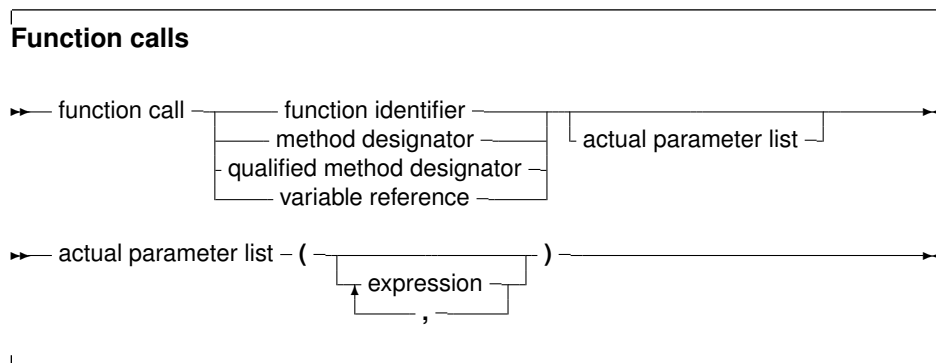 Function calls
function call function identifier
method designator actual parameter list
qualified method designator
variable reference
actual parameter list ( )
expression
,